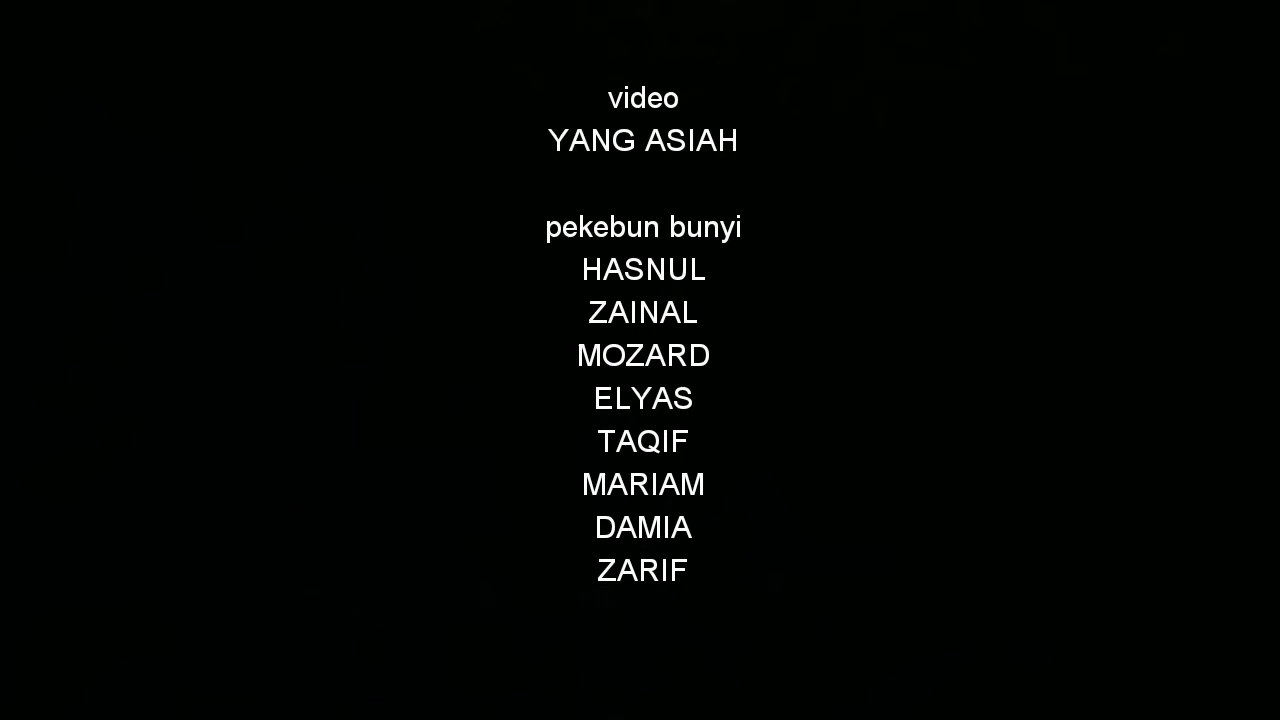 video
YANG ASIAH
pekebun bunyi
HASNUL
ZAINAL
MOZARD
ELYAS
TAQIF
MARIAM
DAMIA
ZARIF